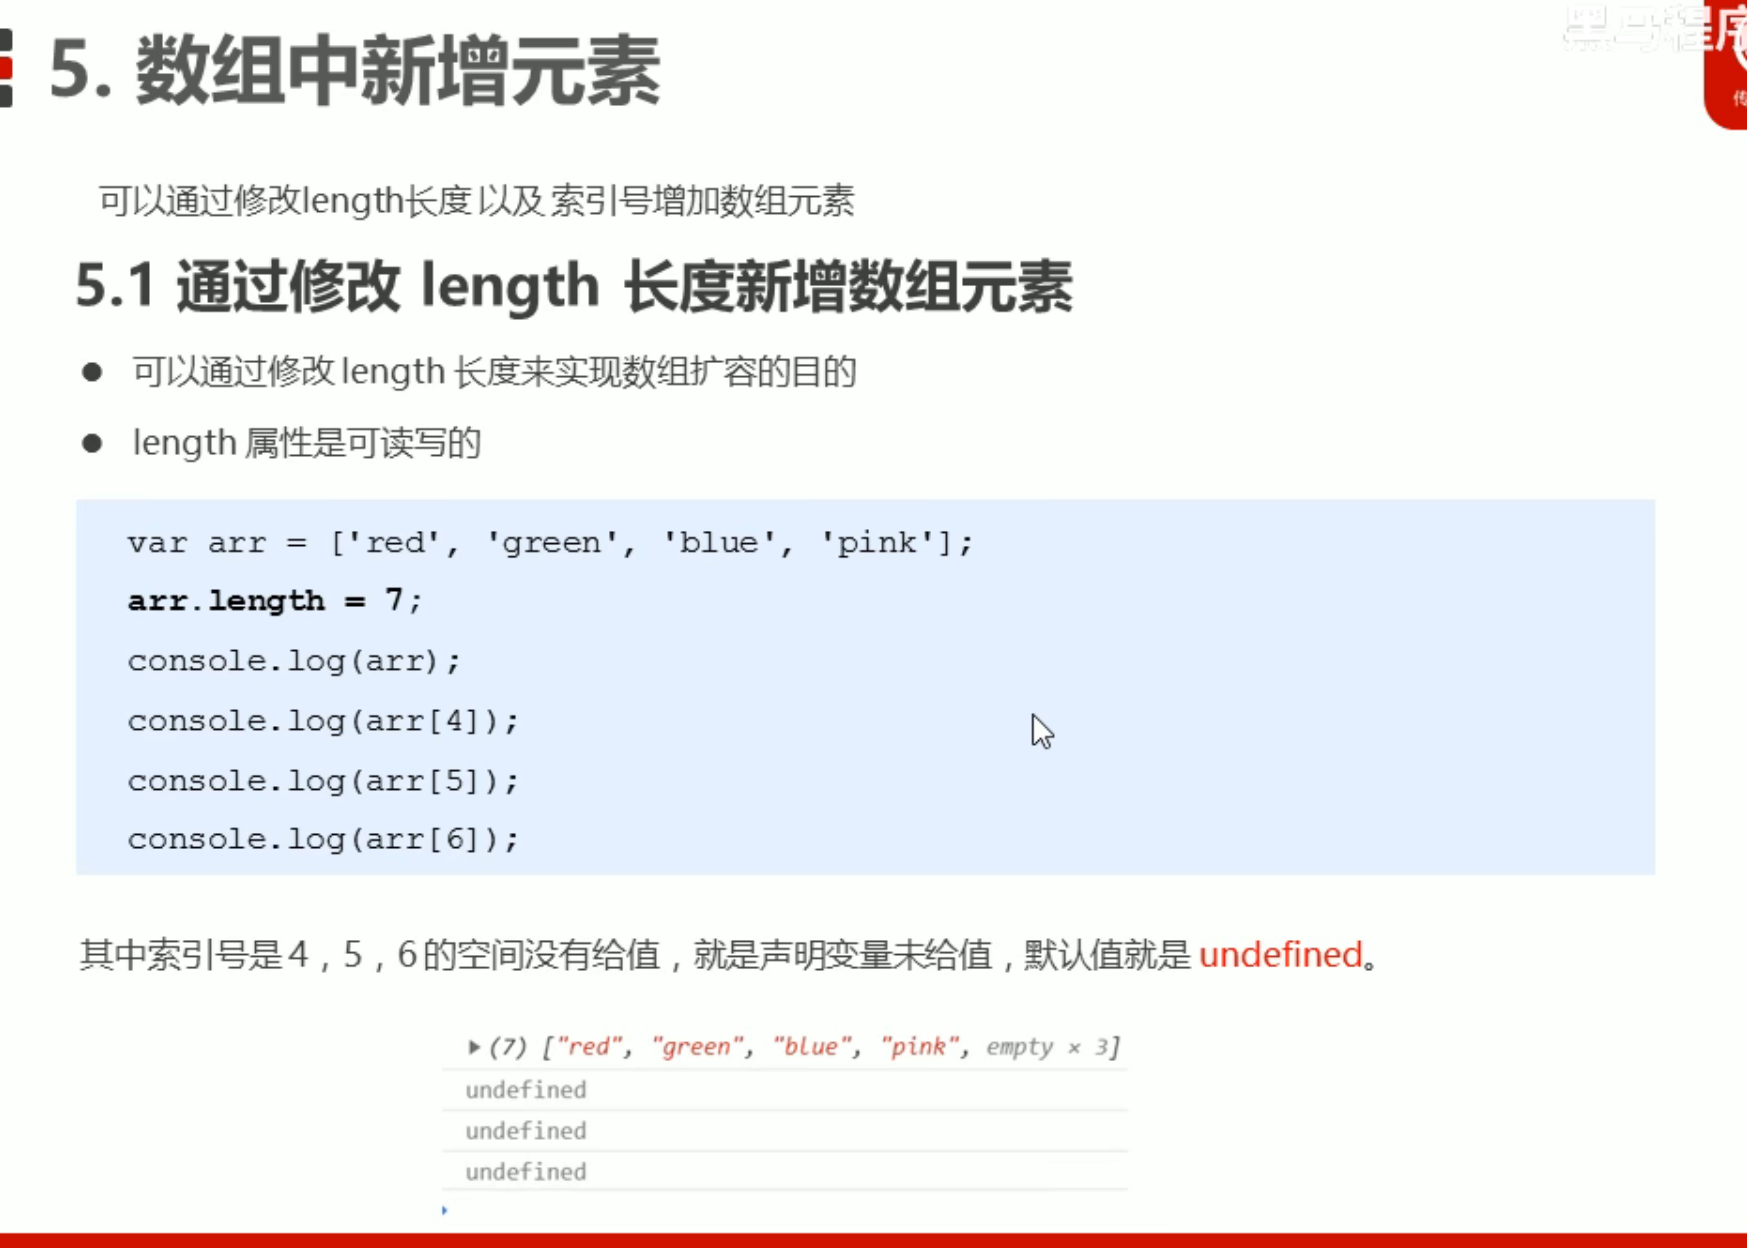 黑马程序
传
5. 数组中新增元素
可以通过修改length长度 以及 索引号增加数组元素
5.1 通过修改 length 长度新增数组元素
● 可以通过修改 length 长度来实现数组扩容的目的
● length 属性是可读写的
var arr = ['red', 'green', 'blue', 'pink'];
arr.length = 7;
console.log(arr);
console.log(arr[4]);
console.log(arr[5]);
console.log(arr[6]);
其中索引号是 4，5，6 的空间没有给值，就是声明变量未给值，默认值就是 undefined。
▶ (7) ["red", "green", "blue", "pink", empty × 3]
undefined
undefined
undefined